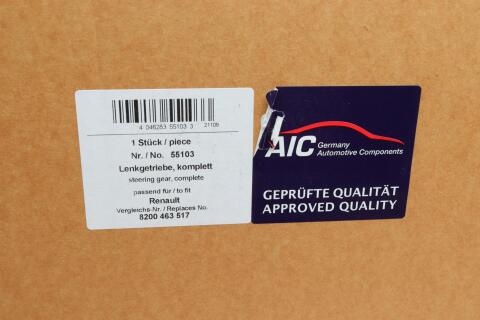 4 046283 55103 3
21109
1 Stück / piece
Nr. / No. 55103
Lenkgetriebe, komplett
steering gear, complete
passend für / to fit
Renault
Vergleichs-Nr. / Replaces No.
8200 463 517
AIC Germany
Automotive Components
GEPRÜFTE QUALITÄT
APPROVED QUALITY